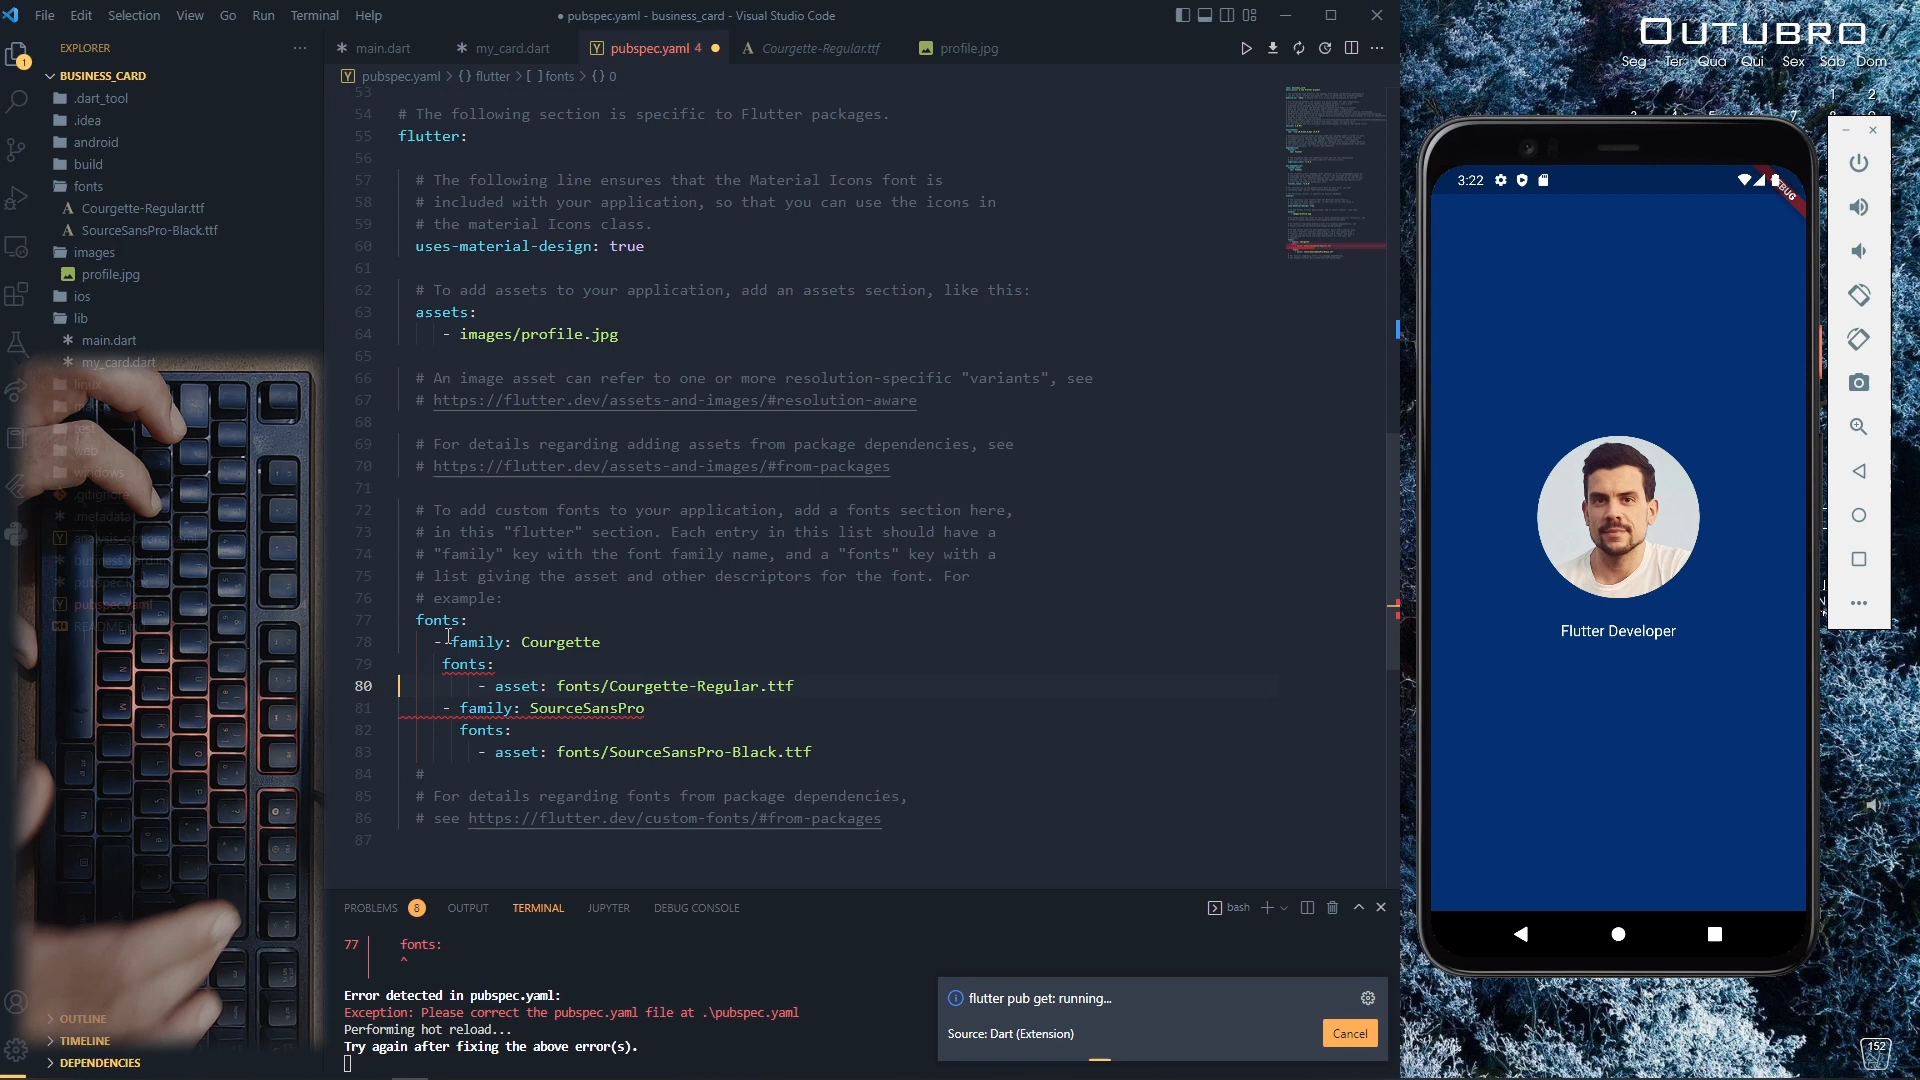 File Edit Selection View Go Run Terminal Help
● pubspec.yaml - business_card - Visual Studio Code
EXPLORER
main.dart
my_card.dart
pubspec.yaml 4
Courgette-Regular.ttf
profile.jpg
1
BUSINESS_CARD
.dart_tool
.idea
android
build
fonts
Courgette-Regular.ttf
SourceSansPro-Black.ttf
images
profile.jpg
ios
lib
main.dart
my_card.dart
linux
test
web
windows
.gitignore
.metadata
pubspec.yaml
OUTLINE
TIMELINE
DEPENDENCIES
pubspec.yaml > {} flutter > [ ] fonts > {} 0
53
54 # The following section is specific to Flutter packages.
55 flutter:
56
57 # The following line ensures that the Material Icons font is
58 # included with your application, so that you can use the icons in
59 # the material Icons class.
60 uses-material-design: true
61
62 # To add assets to your application, add an assets section, like this:
63 assets:
64 - images/profile.jpg
65
66 # An image asset can refer to one or more resolution-specific "variants", see
67 # https://flutter.dev/assets-and-images/#resolution-aware
68
69 # For details regarding adding assets from package dependencies, see
70 # https://flutter.dev/assets-and-images/#from-packages
71
72 # To add custom fonts to your application, add a fonts section here,
73 # in this "flutter" section. Each entry in this list should have a
74 # "family" key with the font family name, and a "fonts" key with a
75 # list giving the asset and other descriptors for the font. For
76 # example:
77 fonts:
78 - family: Courgette
79 fonts:
80 - asset: fonts/Courgette-Regular.ttf
81 - family: SourceSansPro
82 fonts:
83 - asset: fonts/SourceSansPro-Black.ttf
84 #
85 # For details regarding fonts from package dependencies,
86 # see https://flutter.dev/custom-fonts/#from-packages
87
PROBLEMS 8 OUTPUT TERMINAL JUPYTER DEBUG CONSOLE
bash
77 | fonts:
^
Error detected in pubspec.yaml:
Exception: Please correct the pubspec.yaml file at .\pubspec.yaml
Performing hot reload...
Try again after fixing the above error(s).
flutter pub get: running...
Source: Dart (Extension)
Cancel
OUTUBRO
Seg Ter Qua Qui Sex Sáb Dom
1 2
3:22
Flutter Developer
152